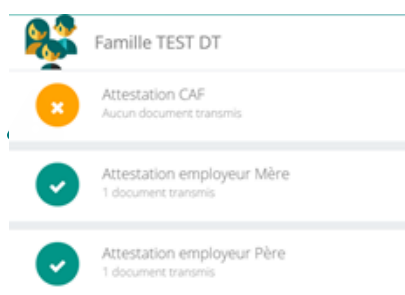 Famille TEST DT
Attestation CAF
Aucun document transmis
Attestation employeur Mère
1 document transmis
Attestation employeur Père
1 document transmis